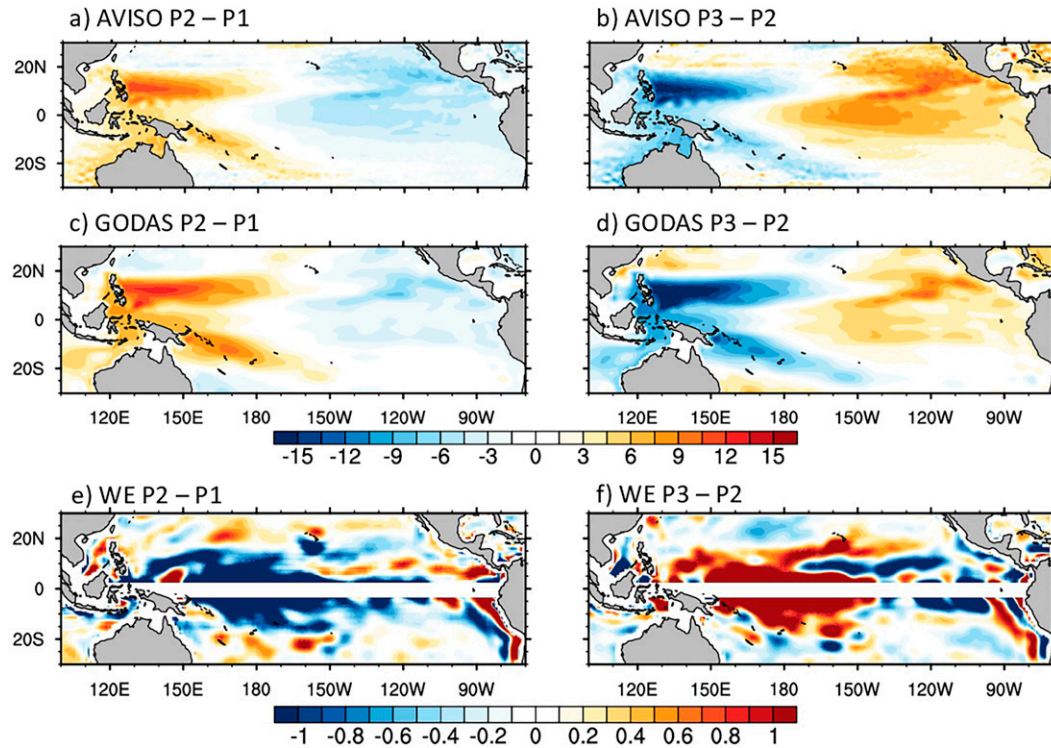 a) AVISO P2 – P1
b) AVISO P3 – P2
20N
0
20S
c) GODAS P2 – P1
d) GODAS P3 – P2
20N
0
20S
120E 150E 180 150W 120W 90W 120E 150E 180 150W 120W 90W
-15 -12 -9 -6 -3 0 3 6 9 12 15
e) WE P2 – P1
f) WE P3 – P2
20N
0
20S
120E 150E 180 150W 120W 90W 120E 150E 180 150W 120W 90W
-1 -0.8 -0.6 -0.4 -0.2 0 0.2 0.4 0.6 0.8 1